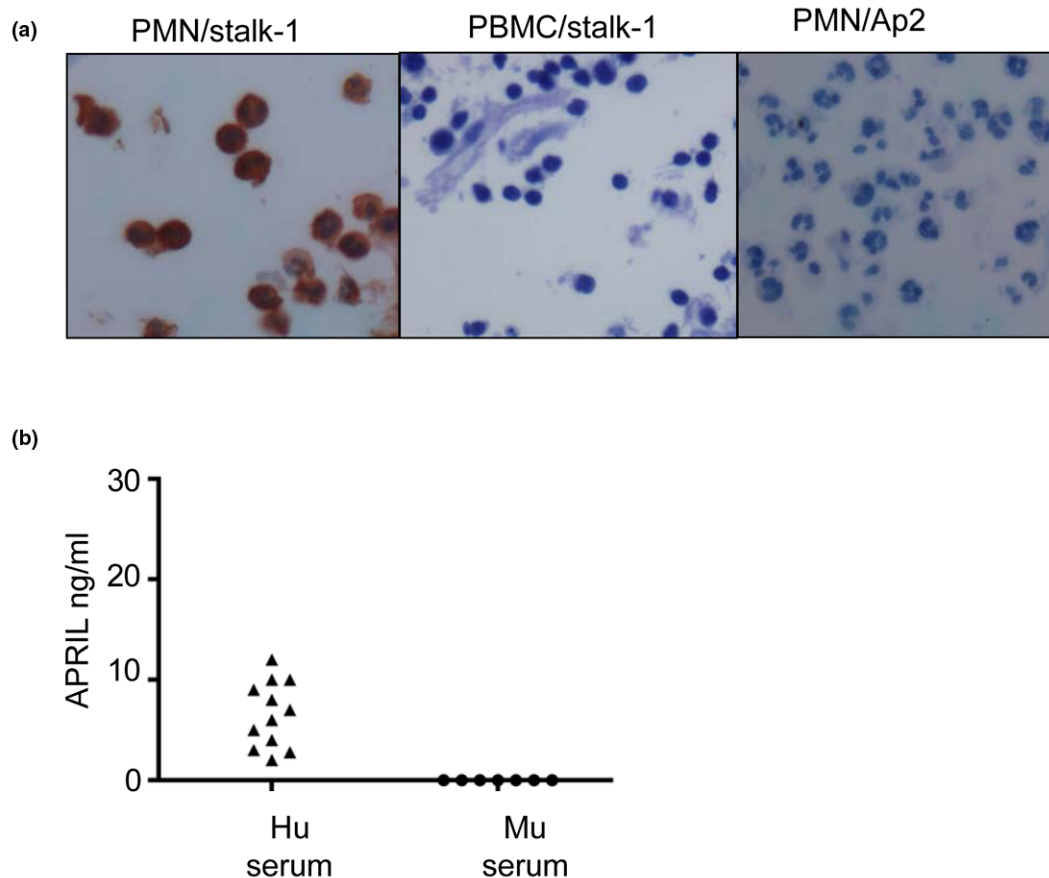 (a)
PMN/stalk-1
PBMC/stalk-1
PMN/Ap2
(b)
30
20
10
0
APRIL ng/ml
Hu
serum
Mu
serum